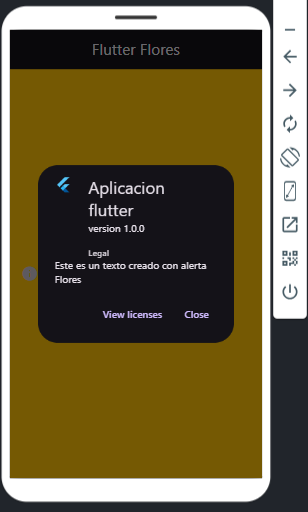 Flutter Flores
Aplicacion
flutter
version 1.0.0
Legal
Este es un texto creado con alerta
Flores
View licenses Close